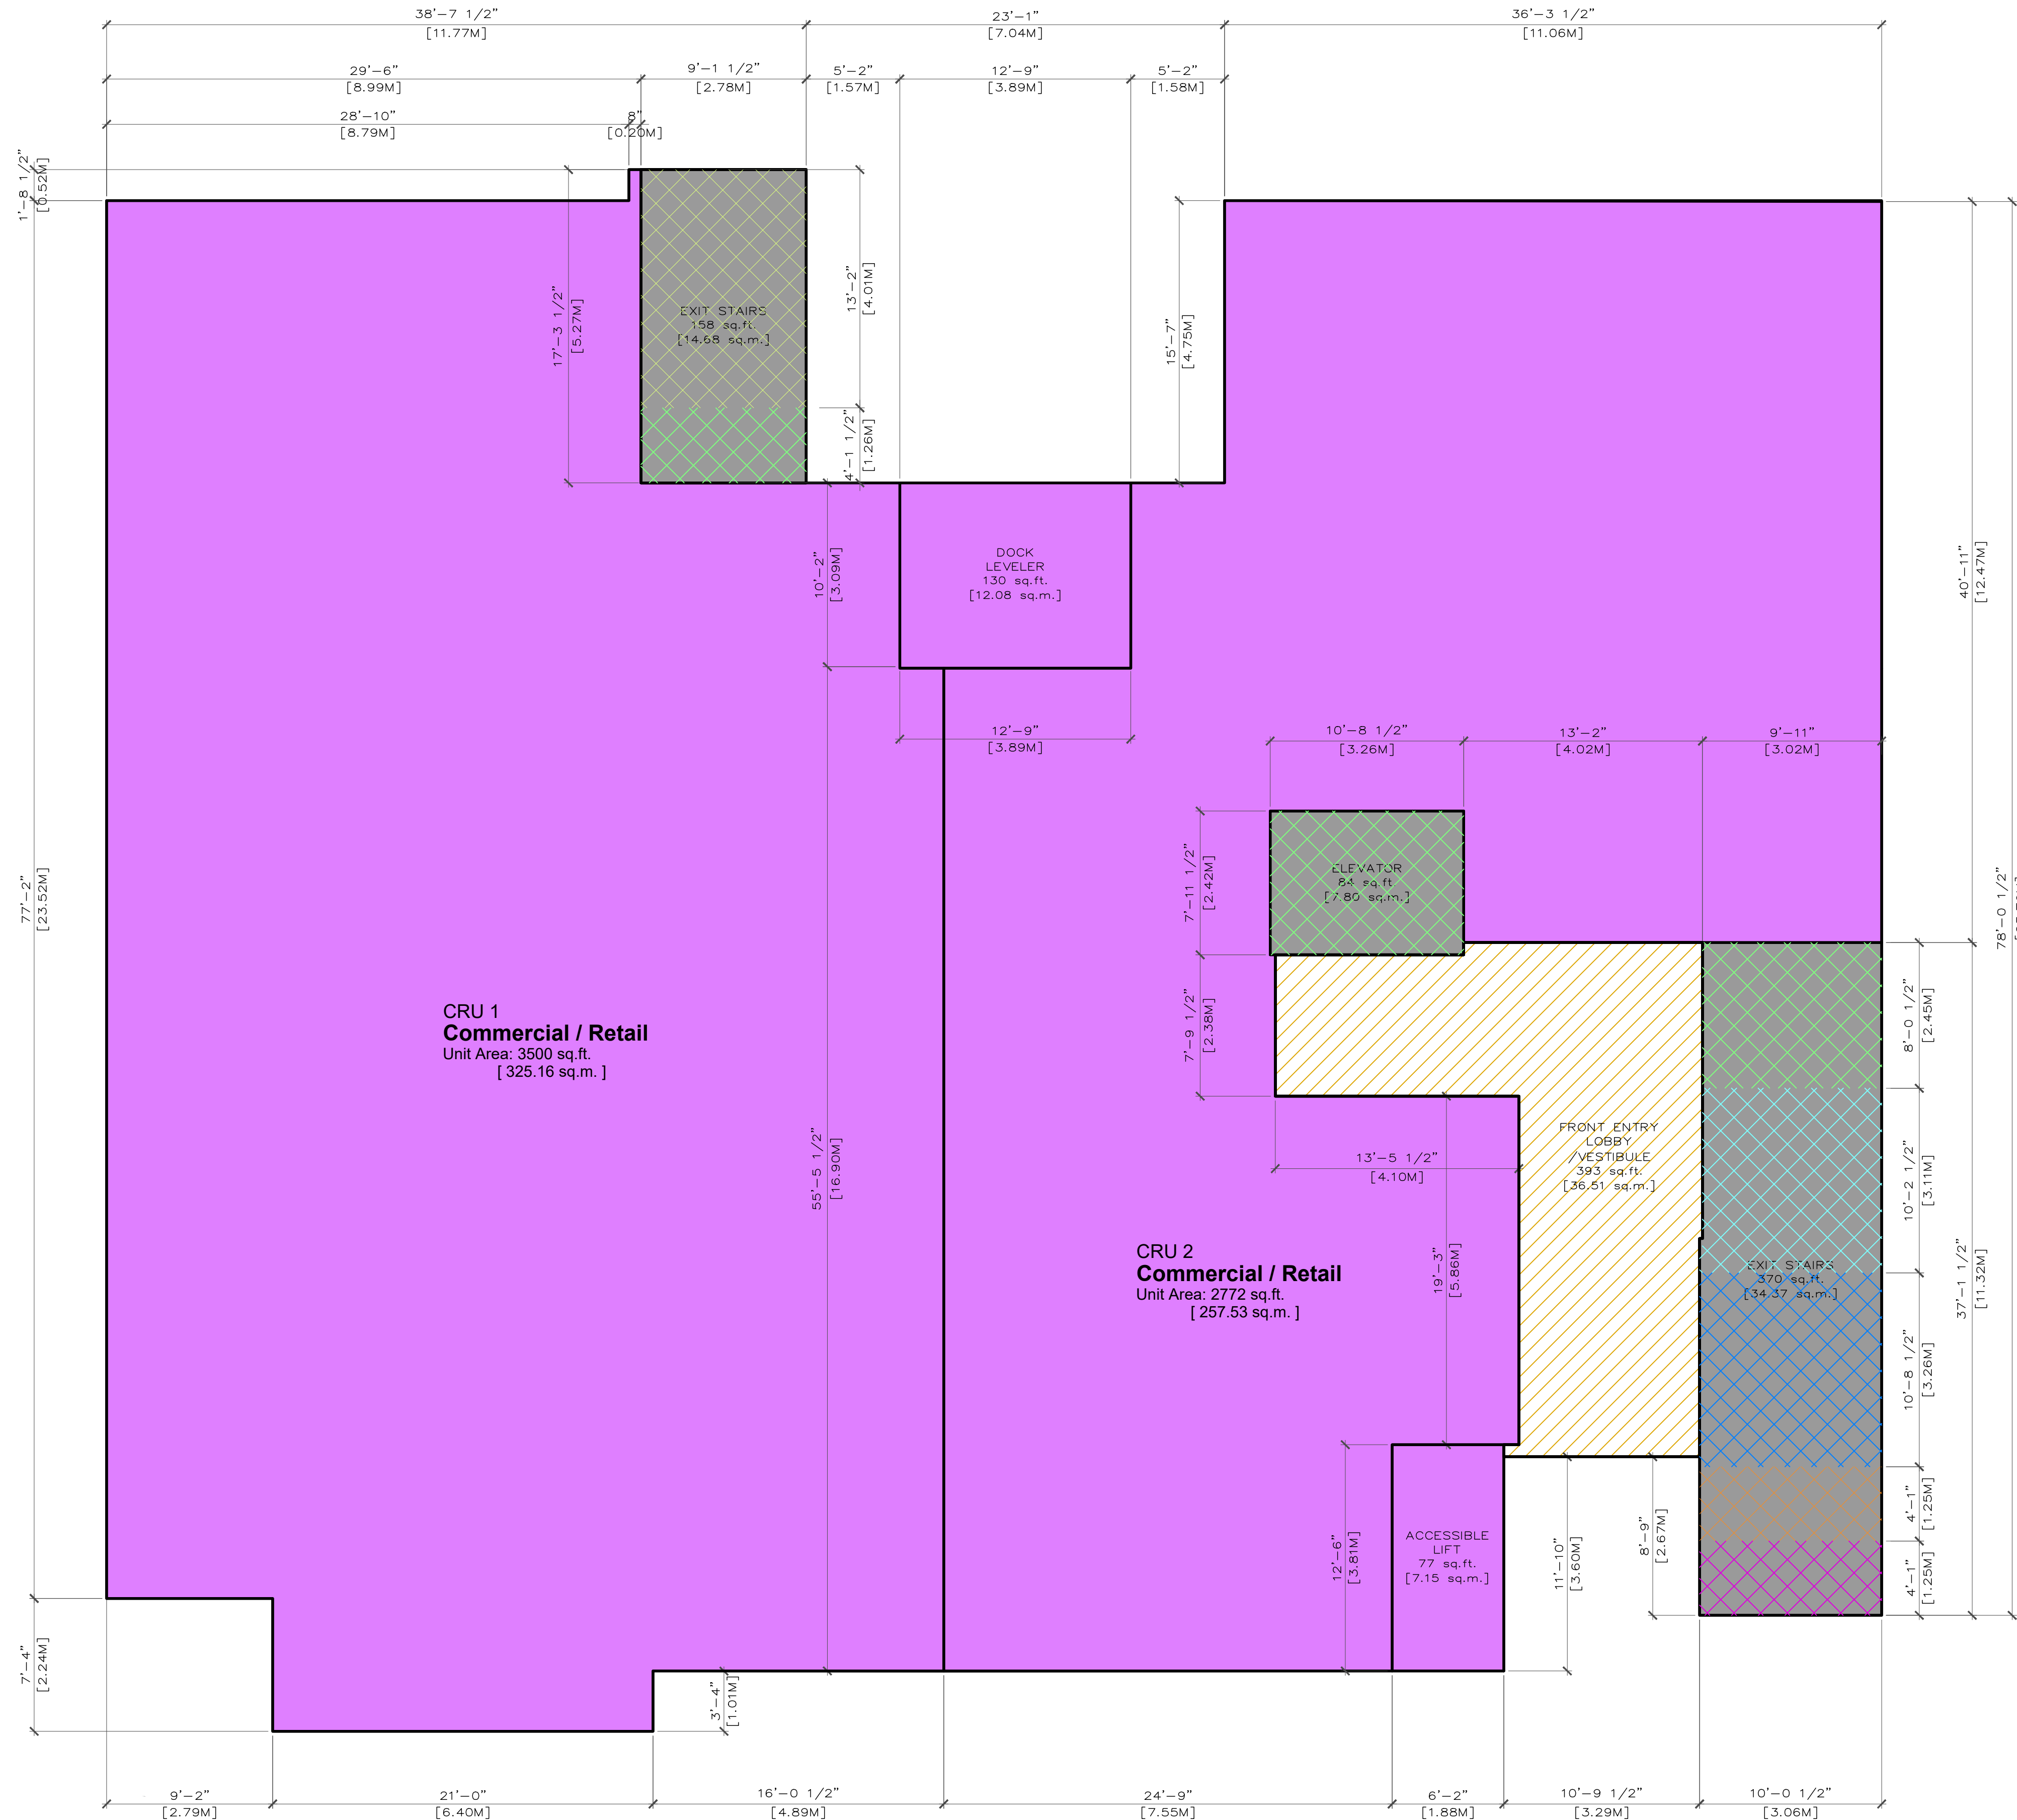 38'-7 1/2"
[11.77M]
23'-1"
[7.04M]
36'-3 1/2"
[11.06M]
29'-6"
[8.99M]
9'-1 1/2"
[2.78M]
5'-2"
[1.57M]
12'-9"
[3.89M]
5'-2"
[1.58M]
28'-10"
[8.79M]
8"
[0.20M]
1'-8 1/2"
[0.52M]
17'-3 1/2"
[5.27M]
EXIT STAIRS
158 sq.ft.
[14.68 sq.m.]
13'-2"
[4.01M]
4'-1 1/2"
[1.26M]
15'-7"
[4.75M]
40'-11"
[12.47M]
10'-2"
[3.09M]
DOCK
LEVELER
130 sq.ft.
[12.08 sq.m.]
12'-9"
[3.89M]
10'-8 1/2"
[3.26M]
13'-2"
[4.02M]
9'-11"
[3.02M]
77'-2"
[23.52M]
7'-11 1/2"
[2.42M]
ELEVATOR
84 sq.ft
[7.80 sq.m.]
78'-0 1/2"
7'-9 1/2"
[2.38M]
8'-0 1/2"
[2.45M]
CRU 1
Commercial / Retail
Unit Area: 3500 sq.ft.
[ 325.16 sq.m. ]
55'-5 1/2"
[16.90M]
13'-5 1/2"
[4.10M]
FRONT ENTRY
LOBBY
/VESTIBULE
393 sq.ft.
[36.51 sq.m.]
10'-2 1/2"
[3.11M]
CRU 2
Commercial / Retail
Unit Area: 2772 sq.ft.
[ 257.53 sq.m. ]
19'-3"
[5.86M]
EXIT STAIRS
370 sq.ft.
[34.37 sq.m.]
37'-1 1/2"
[11.32M]
10'-8 1/2"
[3.26M]
4'-1"
[1.25M]
4'-1"
[1.25M]
12'-6"
[3.81M]
ACCESSIBLE
LIFT
77 sq.ft.
[7.15 sq.m.]
11'-10"
[3.60M]
8'-9"
[2.67M]
7'-4"
[2.24M]
3'-4"
[1.01M]
9'-2"
[2.79M]
21'-0"
[6.40M]
16'-0 1/2"
[4.89M]
24'-9"
[7.55M]
6'-2"
[1.88M]
10'-9 1/2"
[3.29M]
10'-0 1/2"
[3.06M]